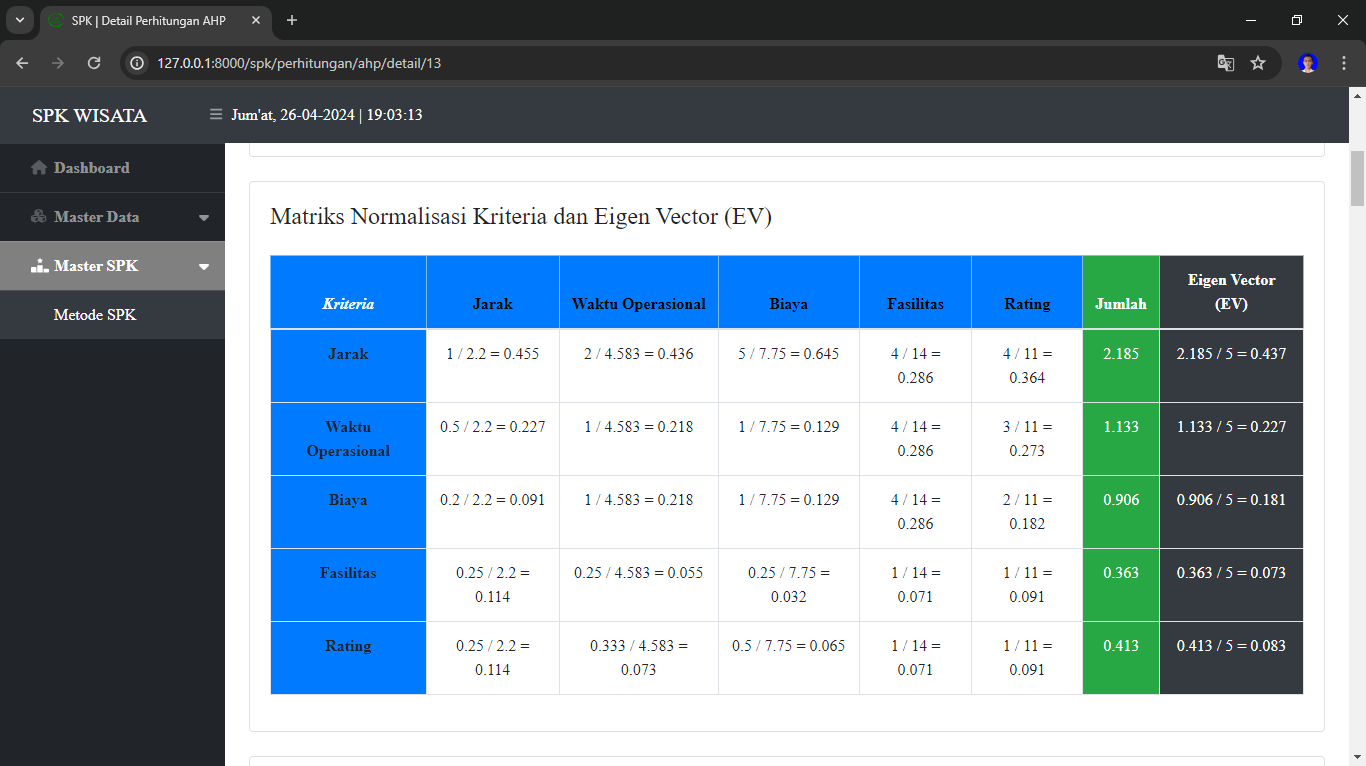 SPK | Detail Perhitungan AHP
127.0.0.1:8000/spk/perhitungan/ahp/detail/13
SPK WISATA
Jum'at, 26-04-2024 | 19:03:13
Dashboard
Master Data
Master SPK
Metode SPK
Matriks Normalisasi Kriteria dan Eigen Vector (EV)
Kriteria Jarak Waktu Operasional Biaya Fasilitas Rating Jumlah Eigen Vector (EV)
Jarak 1 / 2.2 = 0.455 2 / 4.583 = 0.436 5 / 7.75 = 0.645 4 / 14 = 0.286 4 / 11 = 0.364 2.185 2.185 / 5 = 0.437
Waktu Operasional 0.5 / 2.2 = 0.227 1 / 4.583 = 0.218 1 / 7.75 = 0.129 4 / 14 = 0.286 3 / 11 = 0.273 1.133 1.133 / 5 = 0.227
Biaya 0.2 / 2.2 = 0.091 1 / 4.583 = 0.218 1 / 7.75 = 0.129 4 / 14 = 0.286 2 / 11 = 0.182 0.906 0.906 / 5 = 0.181
Fasilitas 0.25 / 2.2 = 0.114 0.25 / 4.583 = 0.055 0.25 / 7.75 = 0.032 1 / 14 = 0.071 1 / 11 = 0.091 0.363 0.363 / 5 = 0.073
Rating 0.25 / 2.2 = 0.114 0.333 / 4.583 = 0.073 0.5 / 7.75 = 0.065 1 / 14 = 0.071 1 / 11 = 0.091 0.413 0.413 / 5 = 0.083